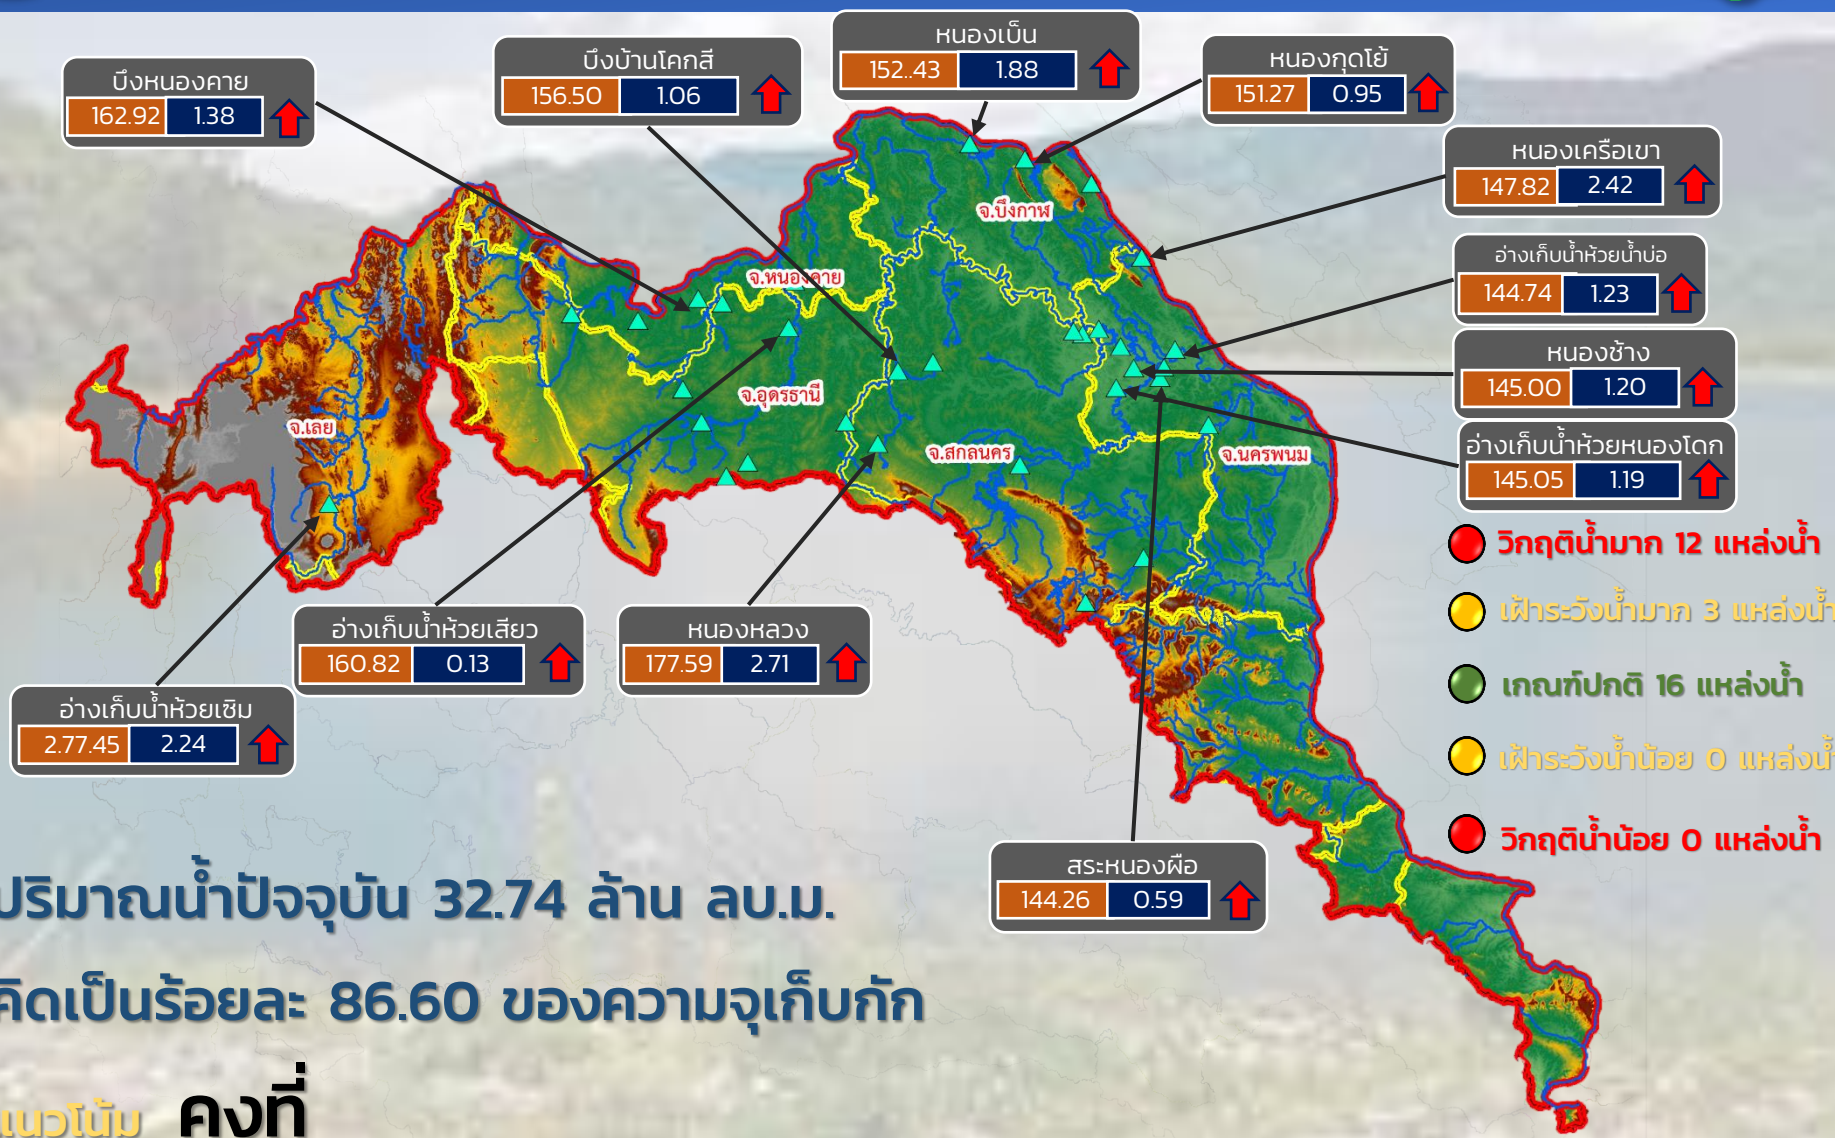 หนองเบ็น
152..43 1.88
บึงบ้านโคกสี
156.50 1.06
หนองกุดโย้
151.27 0.95
บึงหนองคาย
162.92 1.38
หนองเครือเขา
147.82 2.42
จ.บึงกาฬ
อ่างเก็บน้ำห้วยน้ำบ่อ
144.74 1.23
จ.หนองคาย
หนองช้าง
145.00 1.20
จ.อุดรธานี
จ.เลย
อ่างเก็บน้ำห้วยหนองโดก
145.05 1.19
จ.สกลนคร
จ.นครพนม
วิกฤติน้ำมาก 12 แหล่งน้ำ
เฝ้าระวังน้ำมาก 3 แหล่งน้ำ
อ่างเก็บน้ำห้วยเสียว
160.82 0.13
หนองหลวง
177.59 2.71
เกณฑ์ปกติ 16 แหล่งน้ำ
อ่างเก็บน้ำห้วยเซิม
2.77.45 2.24
เฝ้าระวังน้ำน้อย 0 แหล่งน้ำ
วิกฤติน้ำน้อย 0 แหล่งน้ำ
สระหนองผือ
144.26 0.59
ปริมาณน้ำปัจจุบัน 32.74 ล้าน ลบ.ม.
คิดเป็นร้อยละ 86.60 ของความจุเก็บกัก
แนวโน้ม คงที่